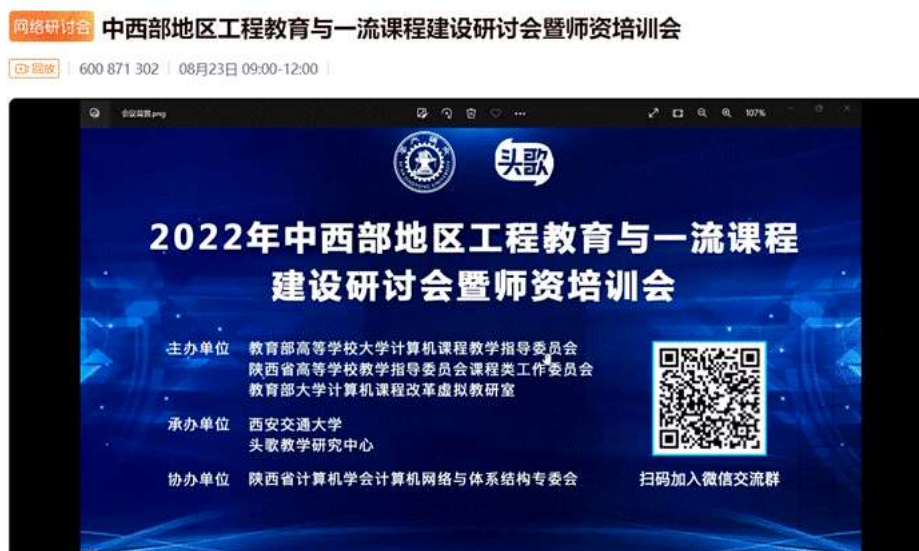 网络研讨会 中西部地区工程教育与一流课程建设研讨会暨师资培训会
回放 600 871 302 08月23日 09:00-12:00
会议背景.png 107%
头歌
2022年中西部地区工程教育与一流课程
建设研讨会暨师资培训会
主办单位 教育部高等学校大学计算机课程教学指导委员会
陕西省高等学校教学指导委员会课程类工作委员会
教育部大学计算机课程改革虚拟教研室
承办单位 西安交通大学
头歌教学研究中心
协办单位 陕西省计算机学会计算机网络与体系结构专委会
扫码加入微信交流群